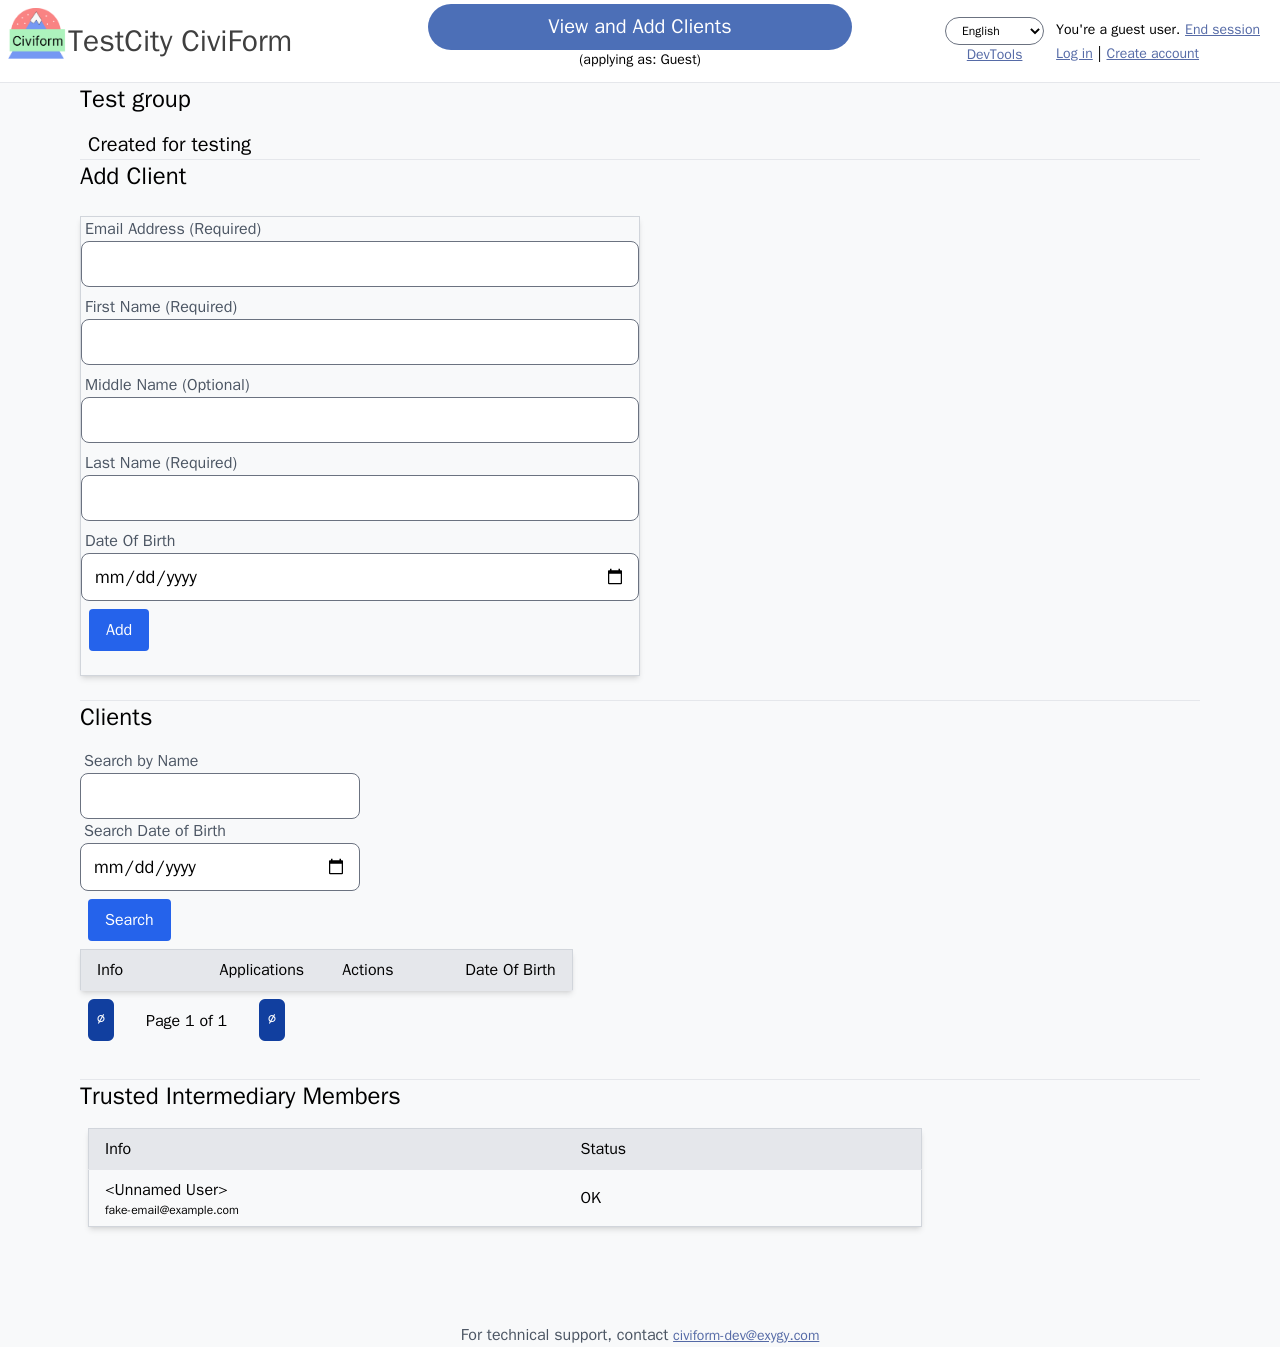 Civiform
TestCity CiviForm
View and Add Clients
(applying as: Guest)
English
DevTools
You're a guest user. End session
Log in | Create account
Test group
Created for testing
Add Client
Email Address (Required)
First Name (Required)
Middle Name (Optional)
Last Name (Required)
Date Of Birth
mm/dd/yyyy
Add
Clients
Search by Name
Search Date of Birth
mm/dd/yyyy
Search
Info Applications Actions Date Of Birth
∅ Page 1 of 1 ∅
Trusted Intermediary Members
Info Status
<Unnamed User> OK
fake-email@example.com
For technical support, contact civiform-dev@exygy.com